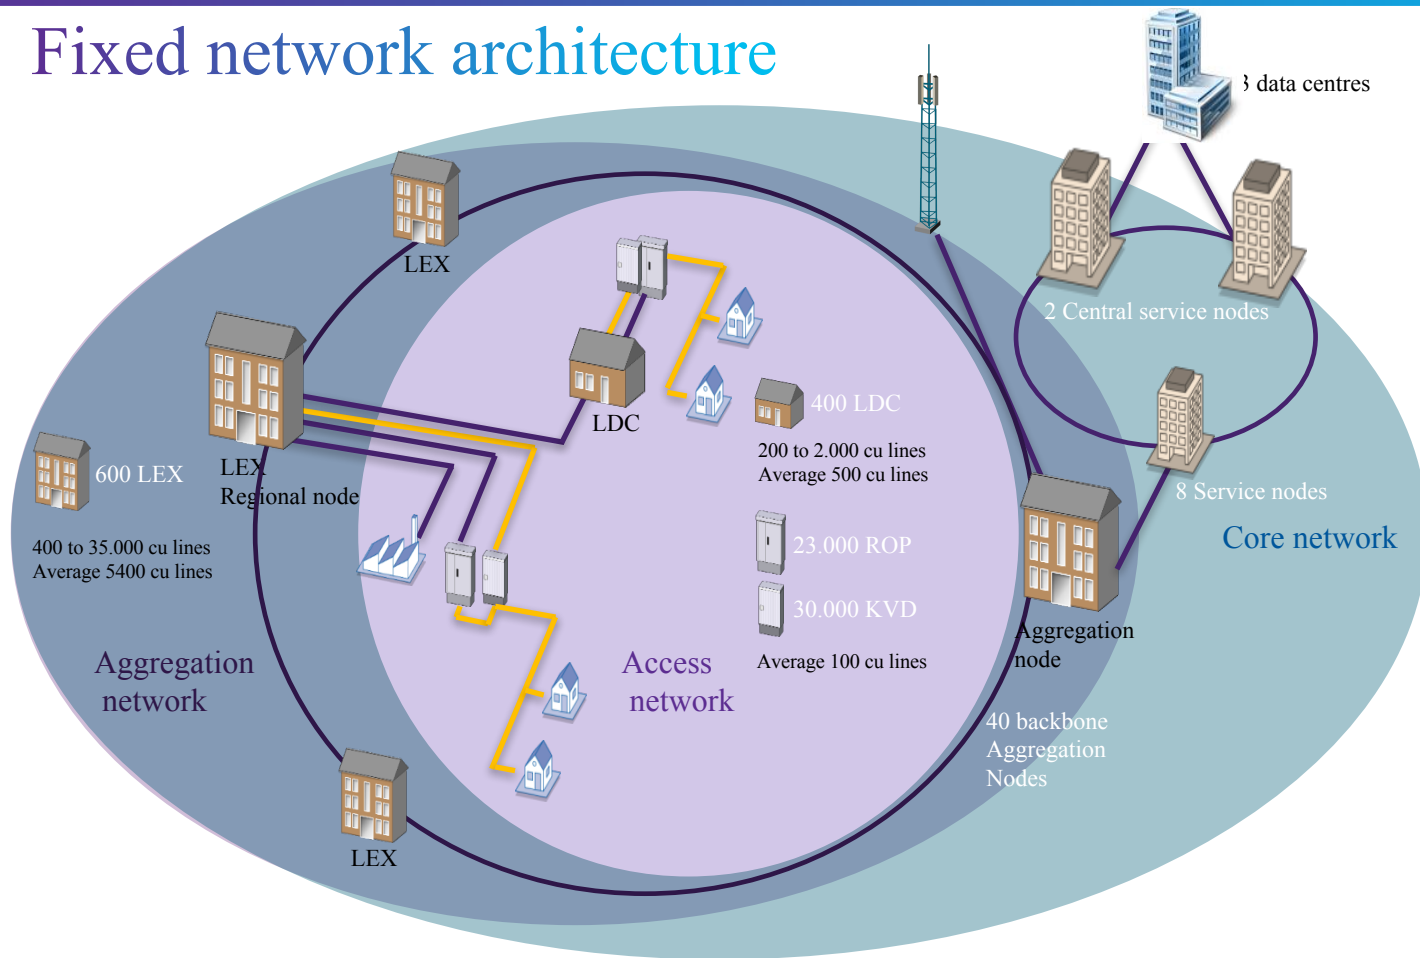 Fixed network architecture
3 data centres
LEX
2 Central service nodes
LDC
400 LDC
200 to 2.000 cu lines
Average 500 cu lines
600 LEX
400 to 35.000 cu lines
Average 5400 cu lines
LEX
Regional node
8 Service nodes
Core network
23.000 ROP
30.000 KVD
Average 100 cu lines
Aggregation
node
Aggregation
network
Access
network
40 backbone
Aggregation
Nodes
LEX